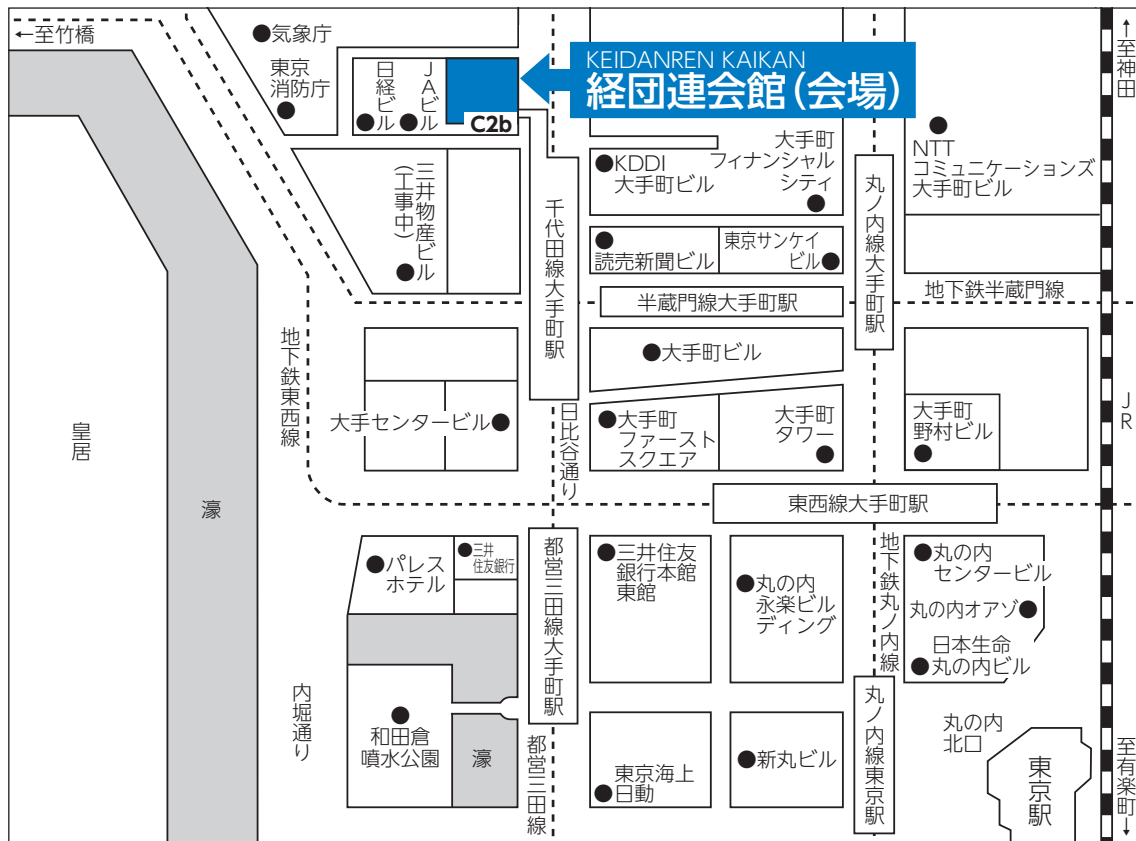 ←至竹橋
気象庁
東京
消防庁
日経ビル
JAビル
C2b
KEIDANREN KAIKAN
経団連会館(会場)
↑至神田
三井物産ビル
(工事中)
千代田線大手町駅
KDDI
大手町ビル
大手町
フィナンシャル
シティ
丸ノ内線大手町駅
NTT
コミュニケーションズ
大手町ビル
読売新聞ビル
東京サンケイ
ビル
半蔵門線大手町駅
地下鉄半蔵門線
地下鉄東西線
大手町ビル
皇居
大手センタービル
日比谷通り
大手町
ファースト
スクエア
大手町
タワー
大手町
野村ビル
JR
濠
東西線大手町駅
パレス
ホテル
三井
住友銀行
都営三田線大手町駅
三井住友
銀行本館
東館
丸の内
永楽ビル
ディング
地下鉄丸ノ内線
丸の内
センタービル
丸の内オアゾ
日本生命
丸の内ビル
内堀通り
和田倉
噴水公園
濠
都営三田線
東京海上
日動
新丸ビル
丸ノ内線東京駅
丸の内
北口
東京駅
至有楽町↓